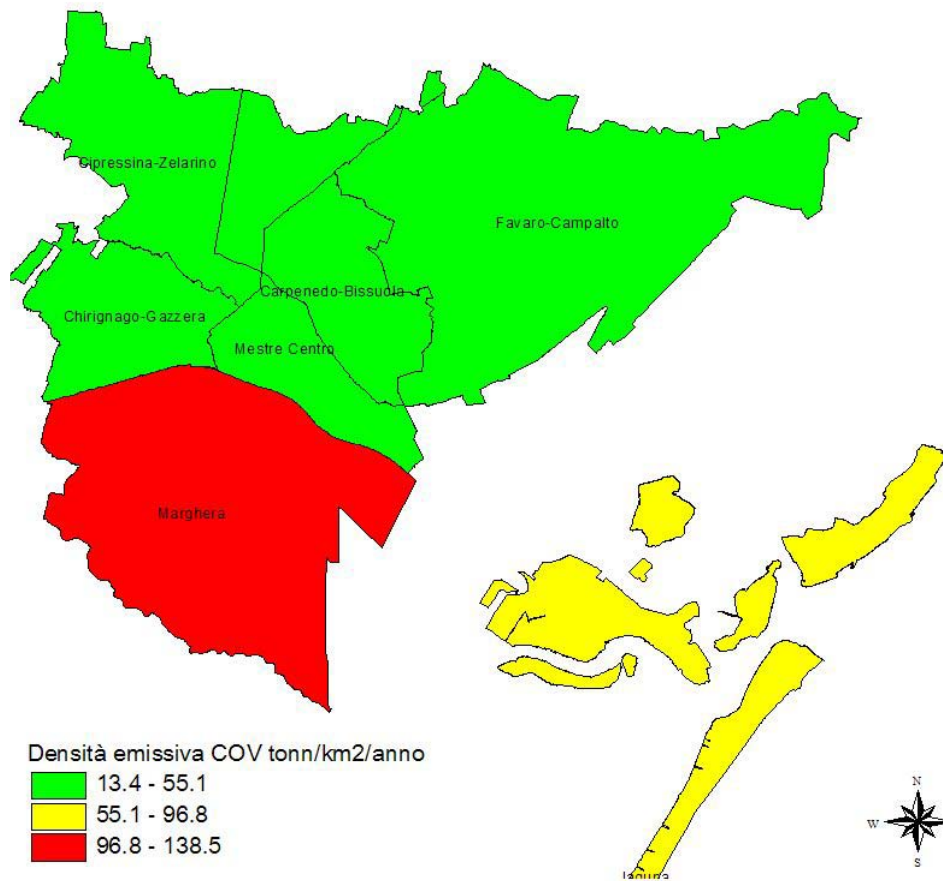 Cipressina-Zelarino
Favaro-Campalto
Carpenedo-Bissuola
Chirignago-Gazzera
Mestre Centro
Marghera
Densità emissiva COV tonn/km2/anno
13.4 - 55.1
55.1 - 96.8
96.8 - 138.5
N
W
S
laguna